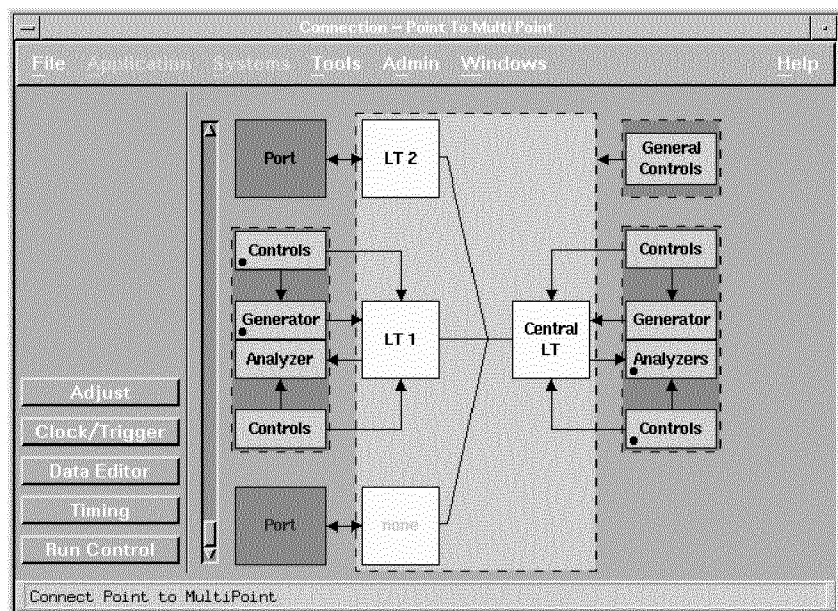 Connection – Point To MultiPoint
File Application Systems Tools Admin Windows Help
Port
LT 2
General
Controls
Controls
Controls
Generator
LT 1
Central
LT
Generator
Analyzer
Analyzers
Controls
Controls
Port
none
Adjust
Clock/Trigger
Data Editor
Timing
Run Control
Connect Point to MultiPoint